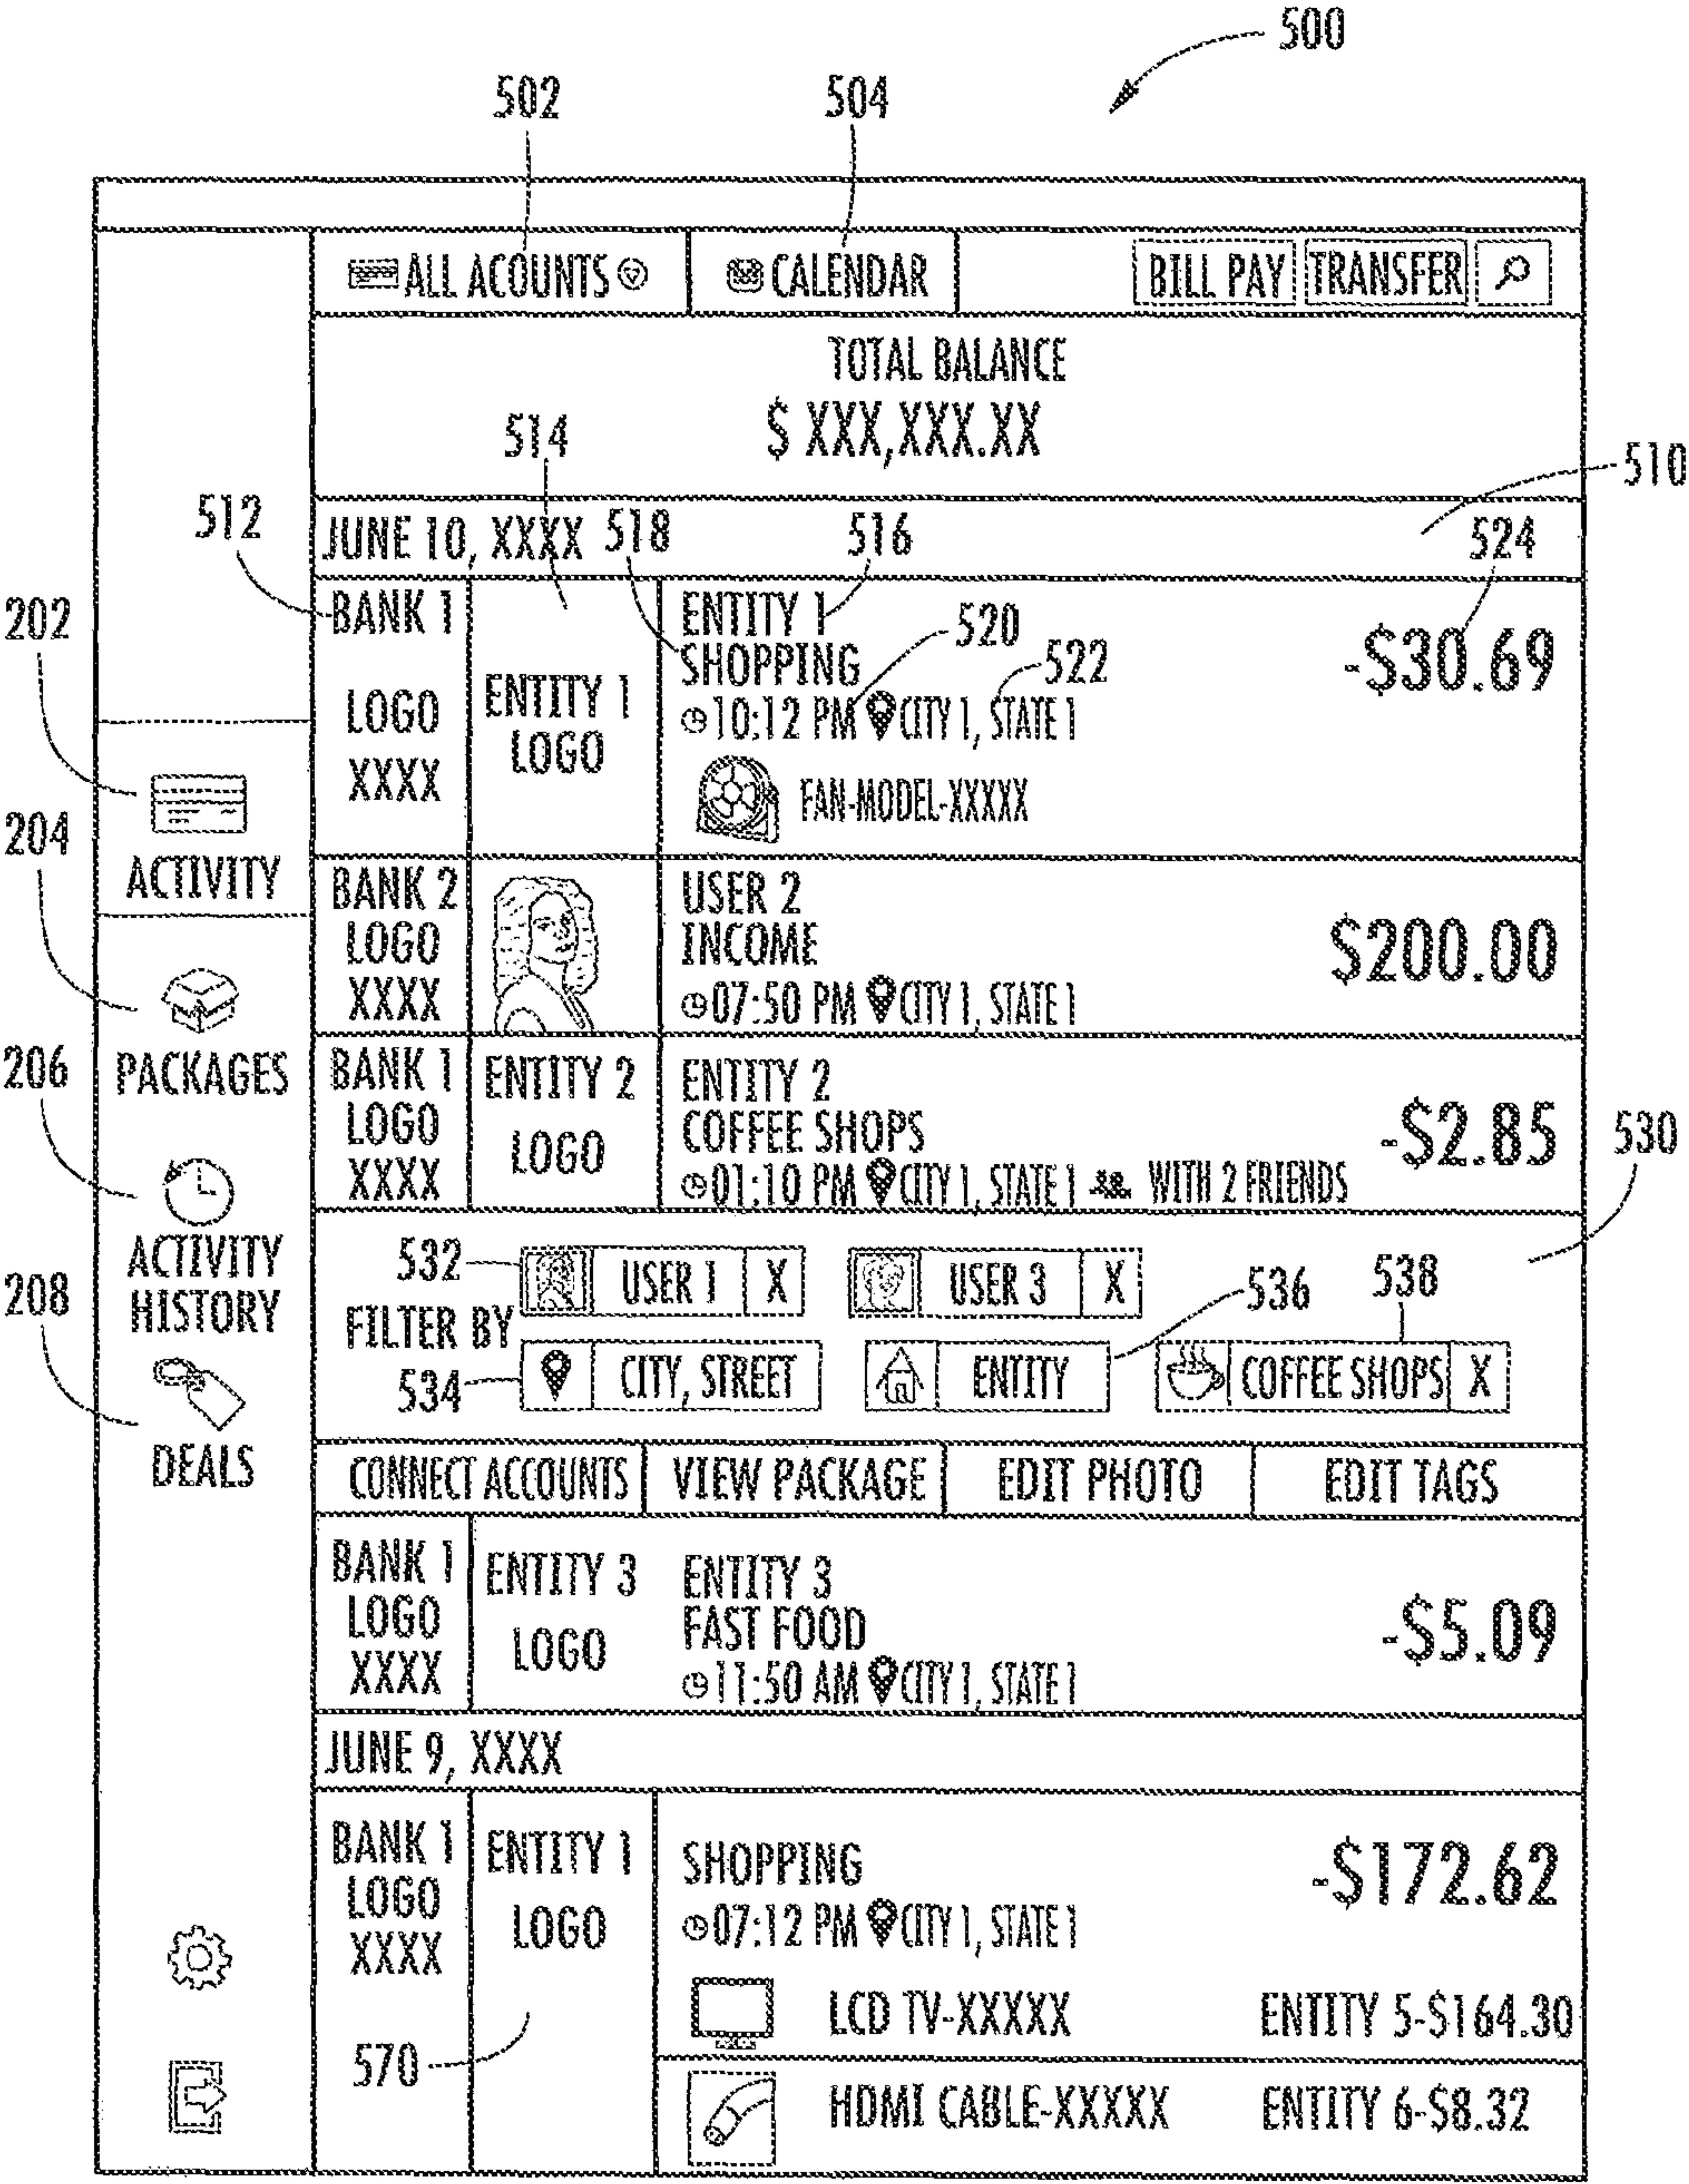 500
502
504
ALL ACOUNTS
CALENDAR
BILL PAY
TRANSFER
TOTAL BALANCE
$ XXX,XXX.XX
514
510
512
JUNE 10, XXXX
518
516
524
202
BANK 1
LOGO
XXXX
ENTITY 1
LOGO
ENTITY 1
SHOPPING
520
522
10:12 PM CITY 1, STATE 1
FAN-MODEL-XXXXX
-$30.69
ACTIVITY
204
BANK 2
LOGO
XXXX
USER 2
INCOME
07:50 PM CITY 1, STATE 1
$200.00
PACKAGES
206
BANK 1
LOGO
XXXX
ENTITY 2
LOGO
ENTITY 2
COFFEE SHOPS
01:10 PM CITY 1, STATE 1 WITH 2 FRIENDS
-$2.85
530
ACTIVITY
HISTORY
208
532
USER 1 X
USER 3 X
536
538
FILTER BY
534
CITY, STREET
ENTITY
COFFEE SHOPS X
DEALS
CONNECT ACCOUNTS
VIEW PACKAGE
EDIT PHOTO
EDIT TAGS
BANK 1
LOGO
XXXX
ENTITY 3
LOGO
ENTITY 3
FAST FOOD
11:50 AM CITY 1, STATE 1
-$5.09
JUNE 9, XXXX
BANK 1
LOGO
XXXX
ENTITY 1
LOGO
570
SHOPPING
07:12 PM CITY 1, STATE 1
-$172.62
LCD TV-XXXXX
ENTITY 5-$164.30
HDMI CABLE-XXXXX
ENTITY 6-$8.32